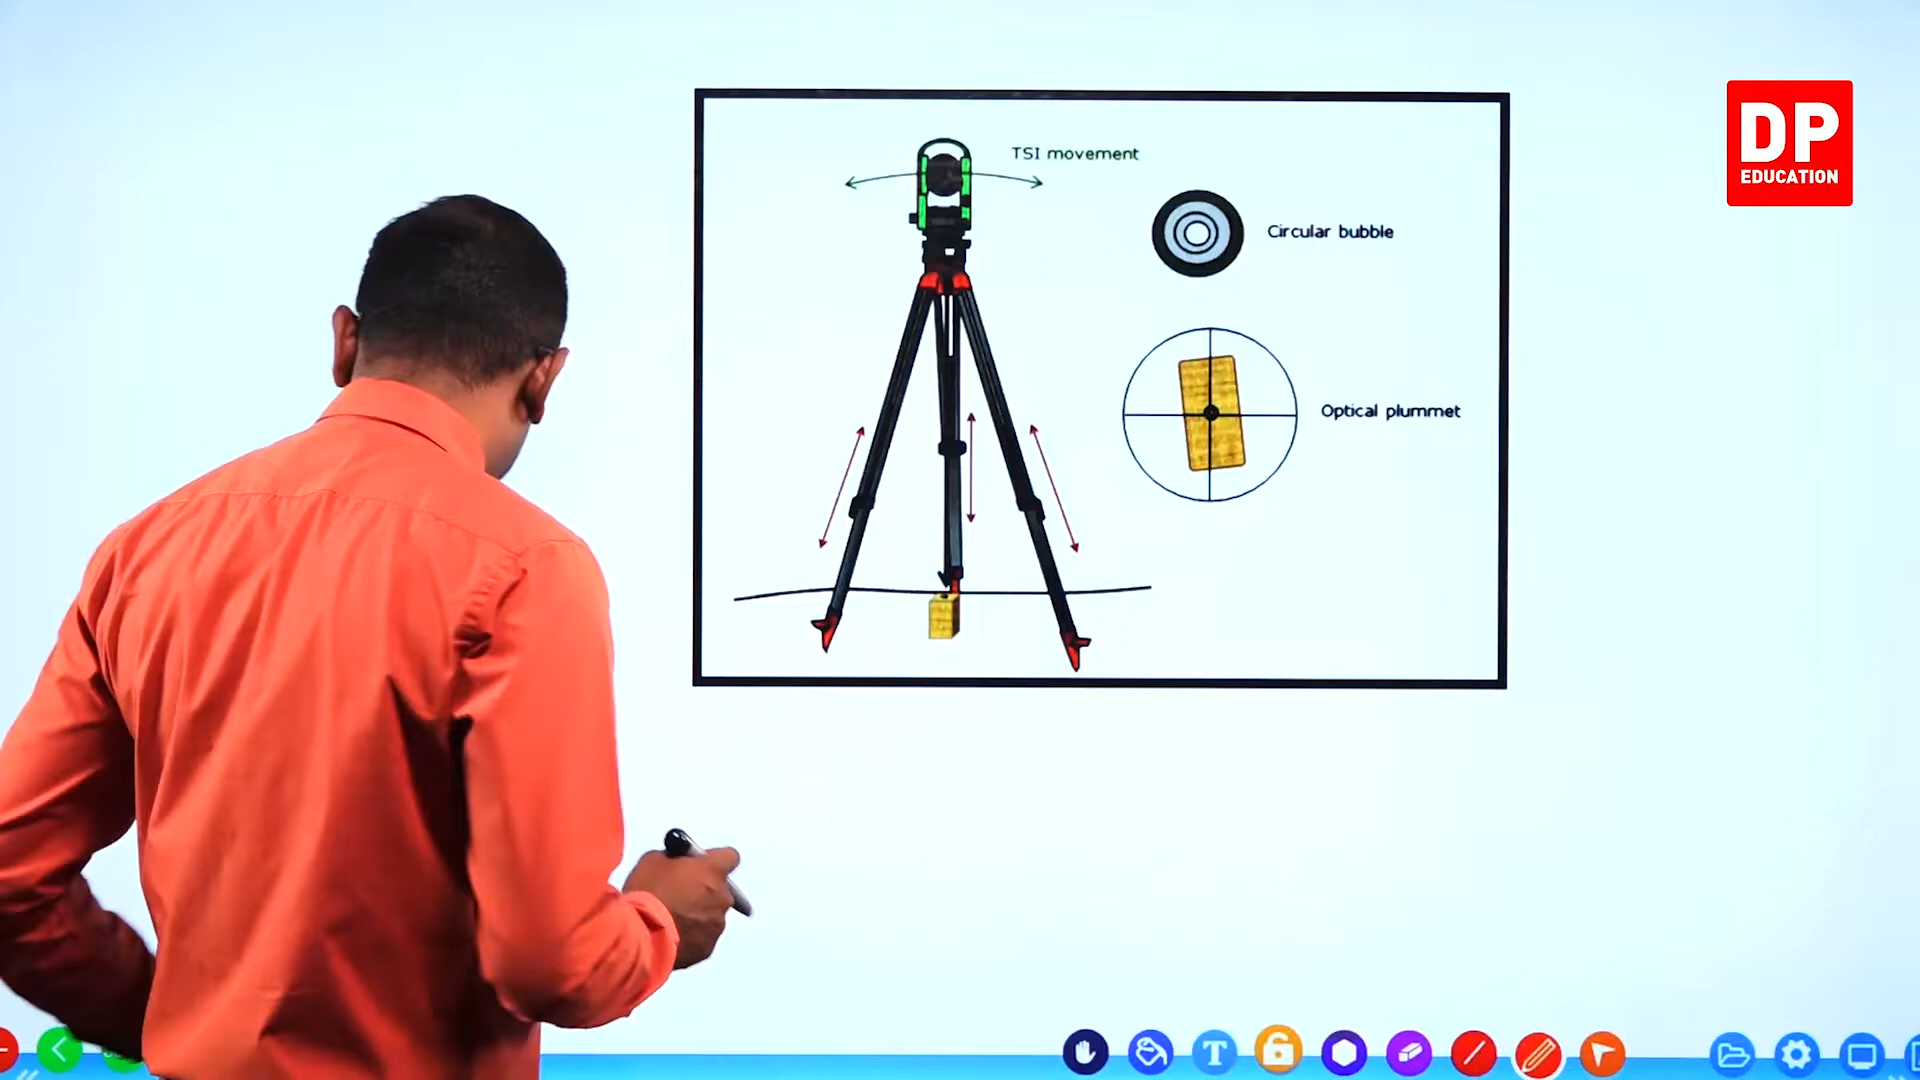 TSI movement
DP
EDUCATION
Circular bubble
Optical plummet
T